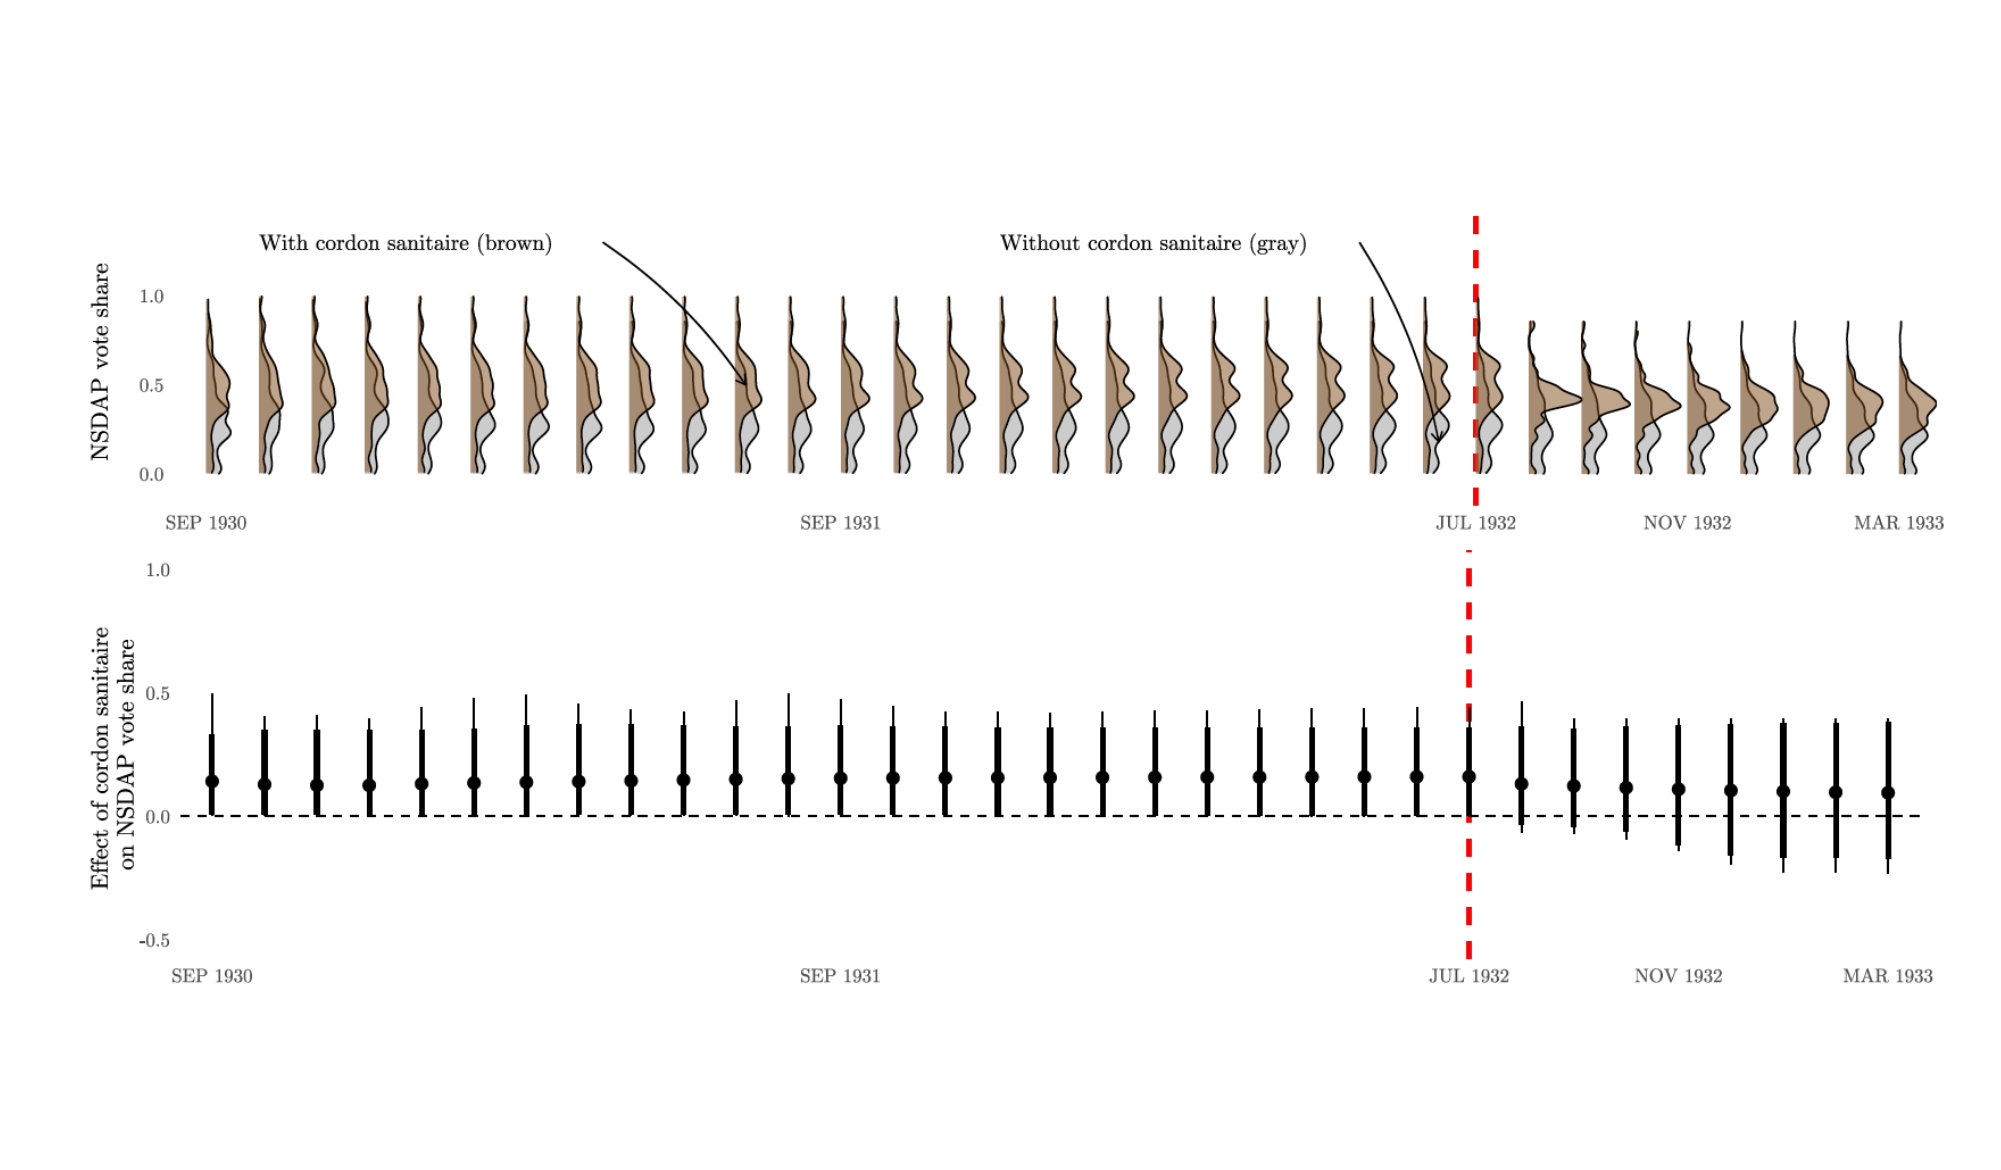 With cordon sanitaire (brown)
Without cordon sanitaire (gray)
NSDAP vote share
1.0
0.5
0.0
SEP 1930
SEP 1931
JUL 1932
NOV 1932
MAR 1933
Effect of cordon sanitaire
on NSDAP vote share
1.0
0.5
0.0
-0.5
SEP 1930
SEP 1931
JUL 1932
NOV 1932
MAR 1933